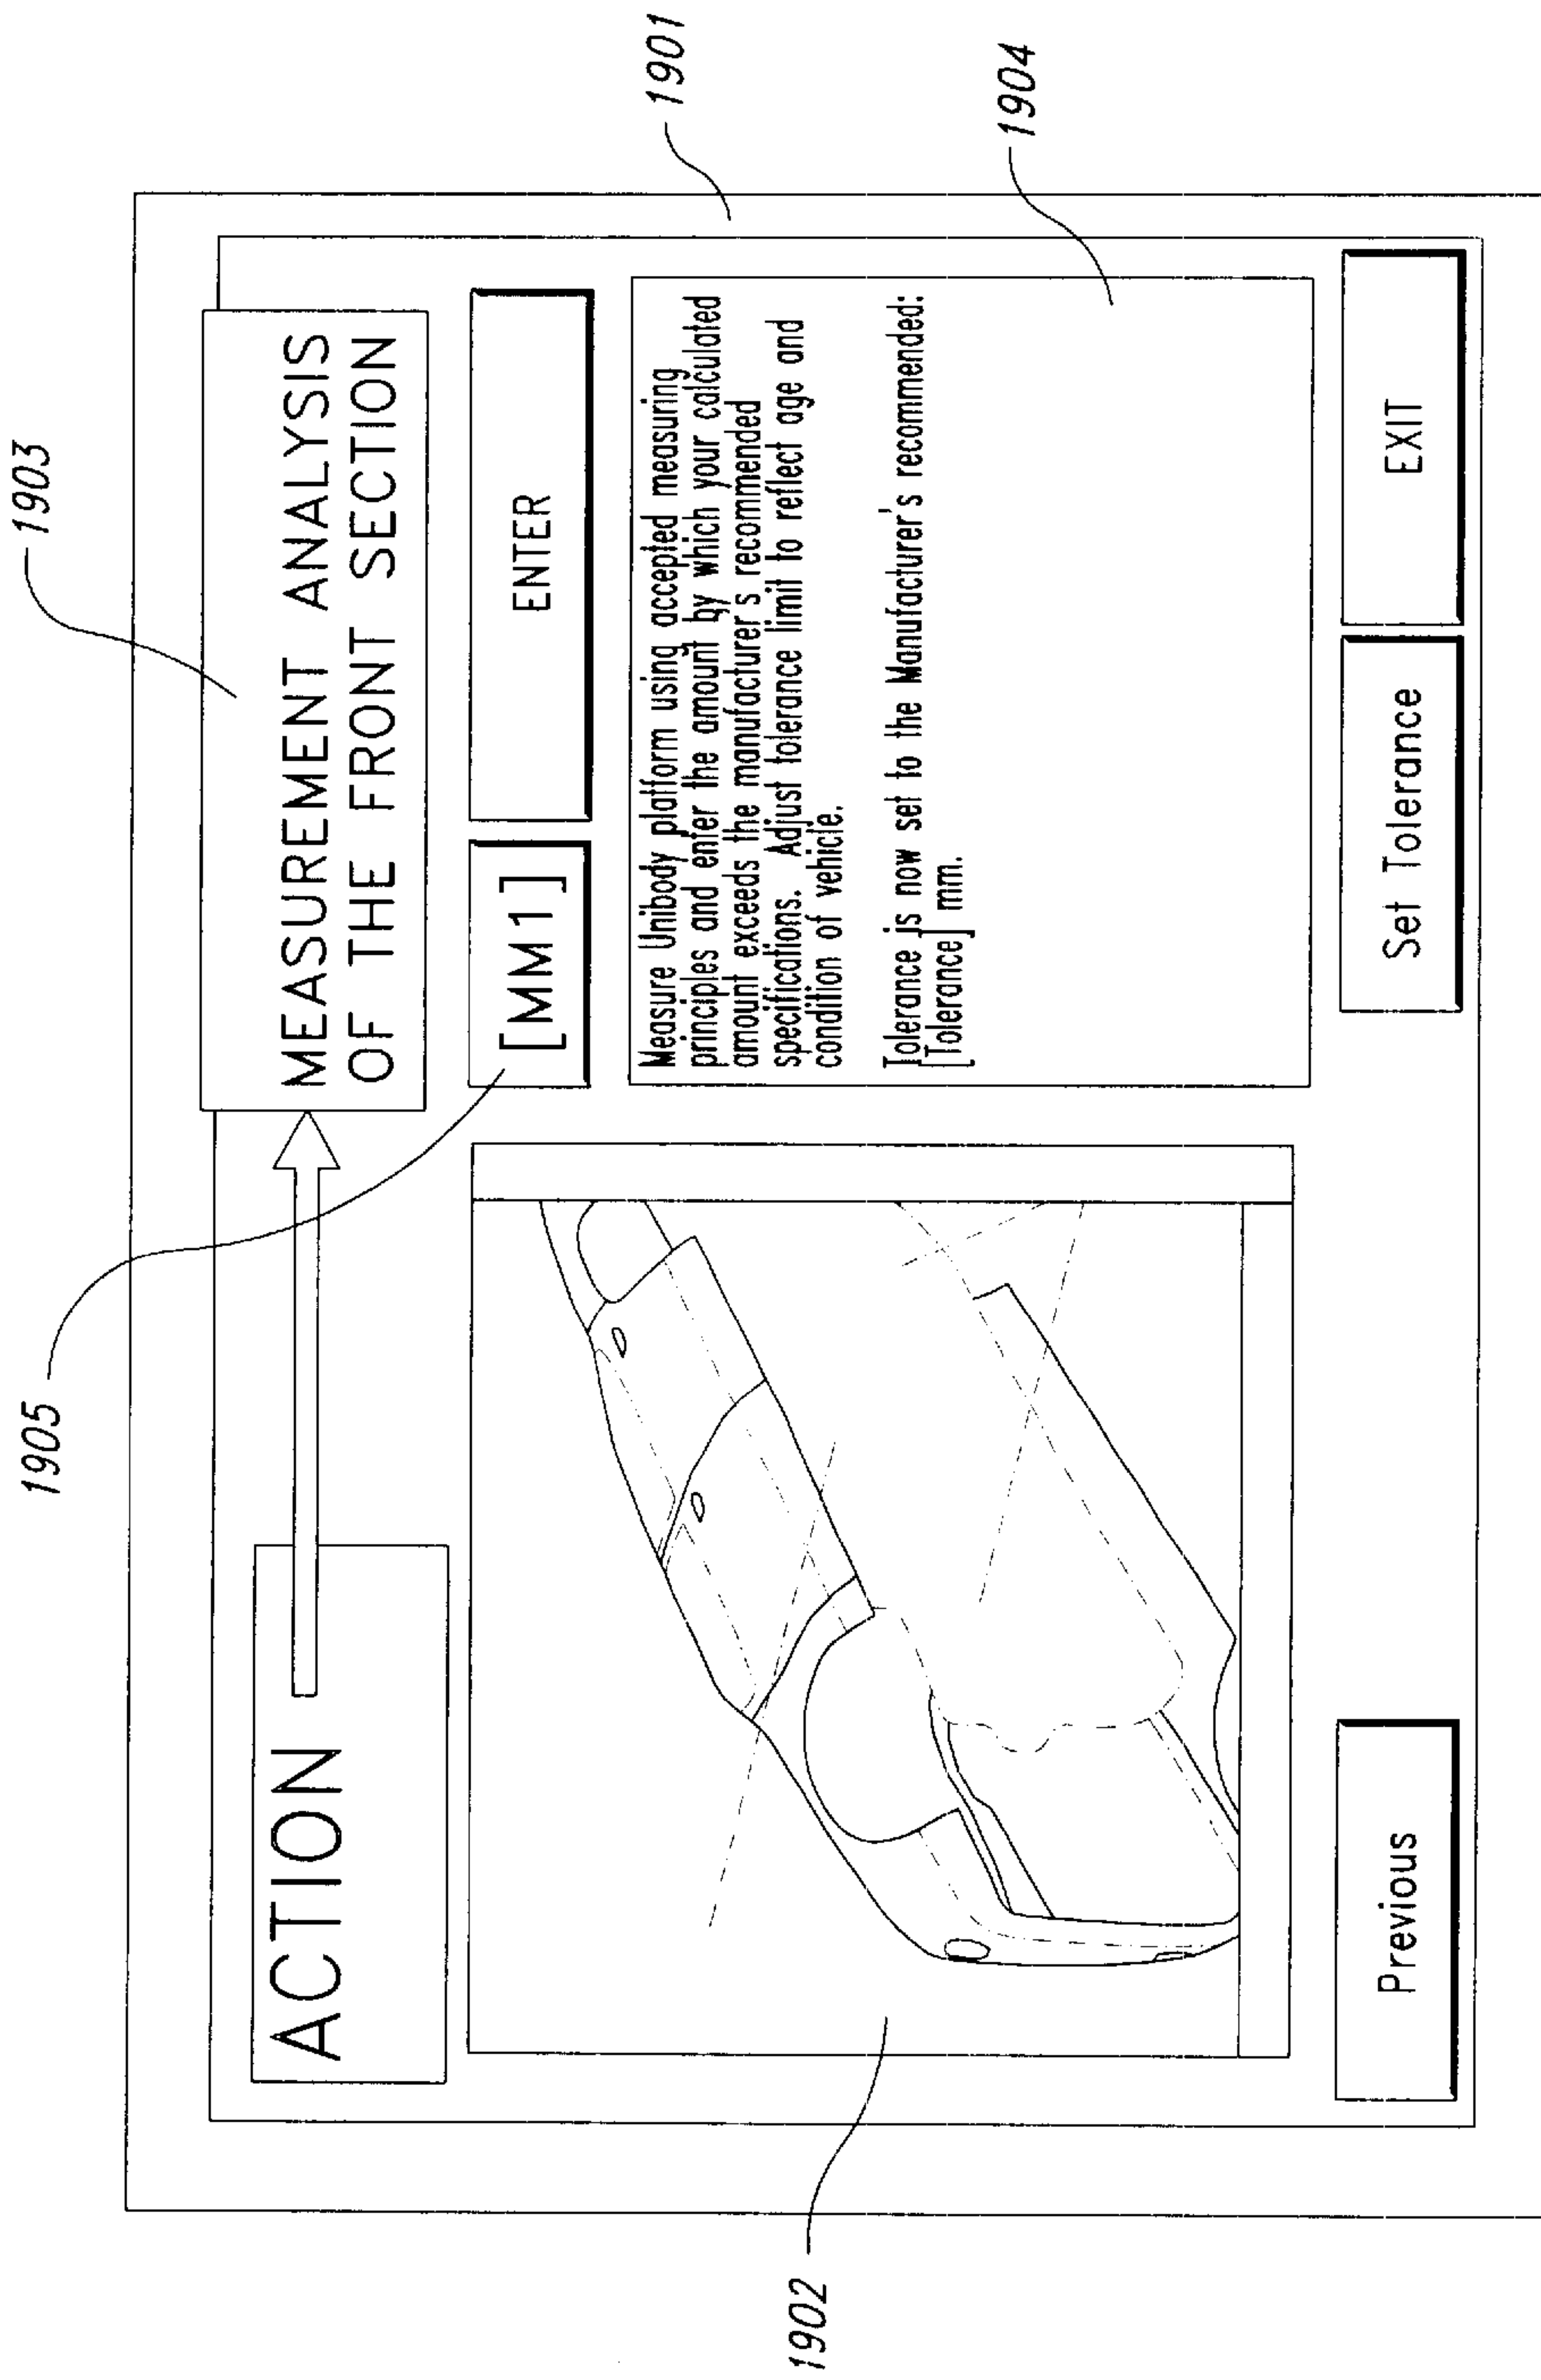 1905
1903
ACTION
MEASUREMENT ANALYSIS
OF THE FRONT SECTION
1901
[MM1]
ENTER
Measure Unibody platform using accepted measuring
principles and enter the amount by which your calculated
amount exceeds the manufacturer's recommended
specifications. Adjust tolerance limit to reflect age and
condition of vehicle.
Tolerance is now set to the Manufacturer's recommended:
[Tolerance] mm.
1902
1904
Previous
Set Tolerance
EXIT